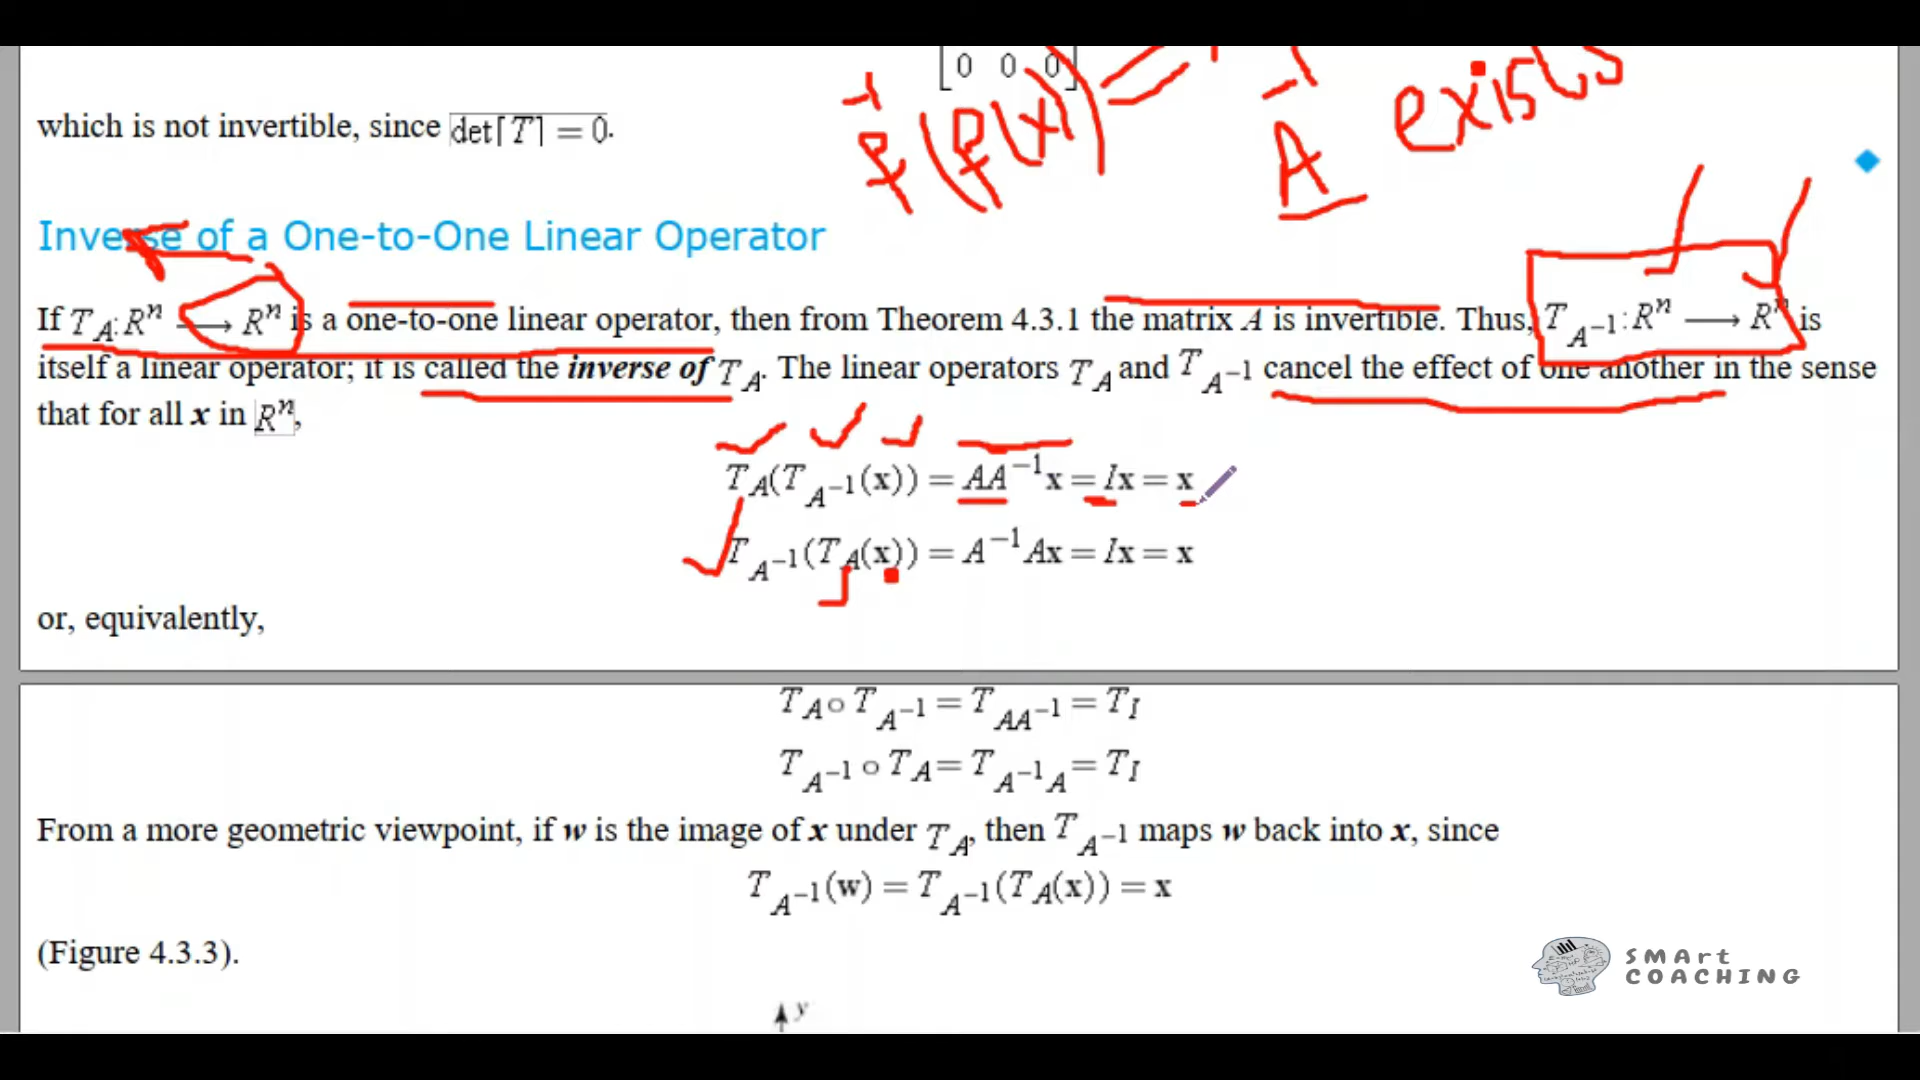 [0 0 0]
which is not invertible, since det[T] = 0.
f⁻¹(f(x)) =
A⁻¹ exists
Inverse of a One-to-One Linear Operator
If T_A: Rⁿ ⟶ Rⁿ is a one-to-one linear operator, then from Theorem 4.3.1 the matrix A is invertible. Thus, T_A⁻¹: Rⁿ ⟶ Rⁿ is
itself a linear operator; it is called the inverse of T_A. The linear operators T_A and T_A⁻¹ cancel the effect of one another in the sense
that for all x in Rⁿ,
T_A(T_A⁻¹(x)) = AA⁻¹x = Ix = x
T_A⁻¹(T_A(x)) = A⁻¹Ax = Ix = x
or, equivalently,
T_A ∘ T_A⁻¹ = T_AA⁻¹ = T_I
T_A⁻¹ ∘ T_A = T_A⁻¹A = T_I
From a more geometric viewpoint, if w is the image of x under T_A, then T_A⁻¹ maps w back into x, since
T_A⁻¹(w) = T_A⁻¹(T_A(x)) = x
(Figure 4.3.3).
SMArt
COACHING
y